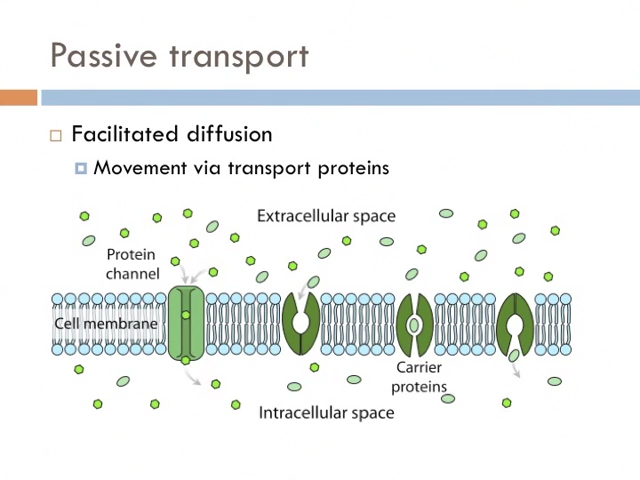 Passive transport
Facilitated diffusion
Movement via transport proteins
Extracellular space
Protein
channel
Cell membrane
Carrier
proteins
Intracellular space